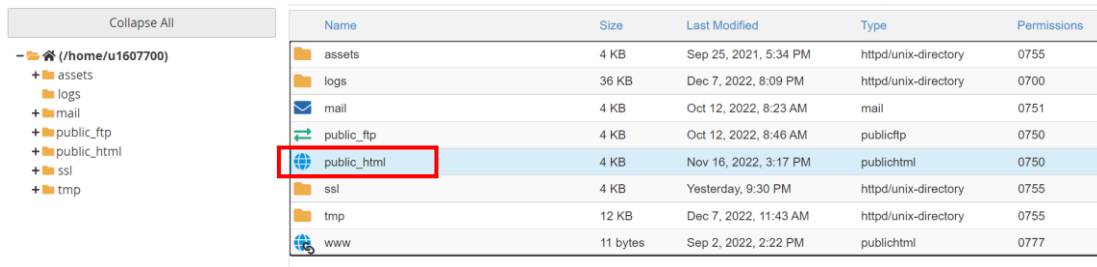 Collapse All
(/home/u1607700)
assets
logs
mail
public_ftp
public_html
ssl
tmp
Name Size Last Modified Type Permissions
assets 4 KB Sep 25, 2021, 5:34 PM httpd/unix-directory 0755
logs 36 KB Dec 7, 2022, 8:09 PM httpd/unix-directory 0700
mail 4 KB Oct 12, 2022, 8:23 AM mail 0751
public_ftp 4 KB Oct 12, 2022, 8:46 AM publicftp 0750
public_html 4 KB Nov 16, 2022, 3:17 PM publichtml 0750
ssl 4 KB Yesterday, 9:30 PM httpd/unix-directory 0755
tmp 12 KB Dec 7, 2022, 11:43 AM httpd/unix-directory 0755
www 11 bytes Sep 2, 2022, 2:22 PM publichtml 0777